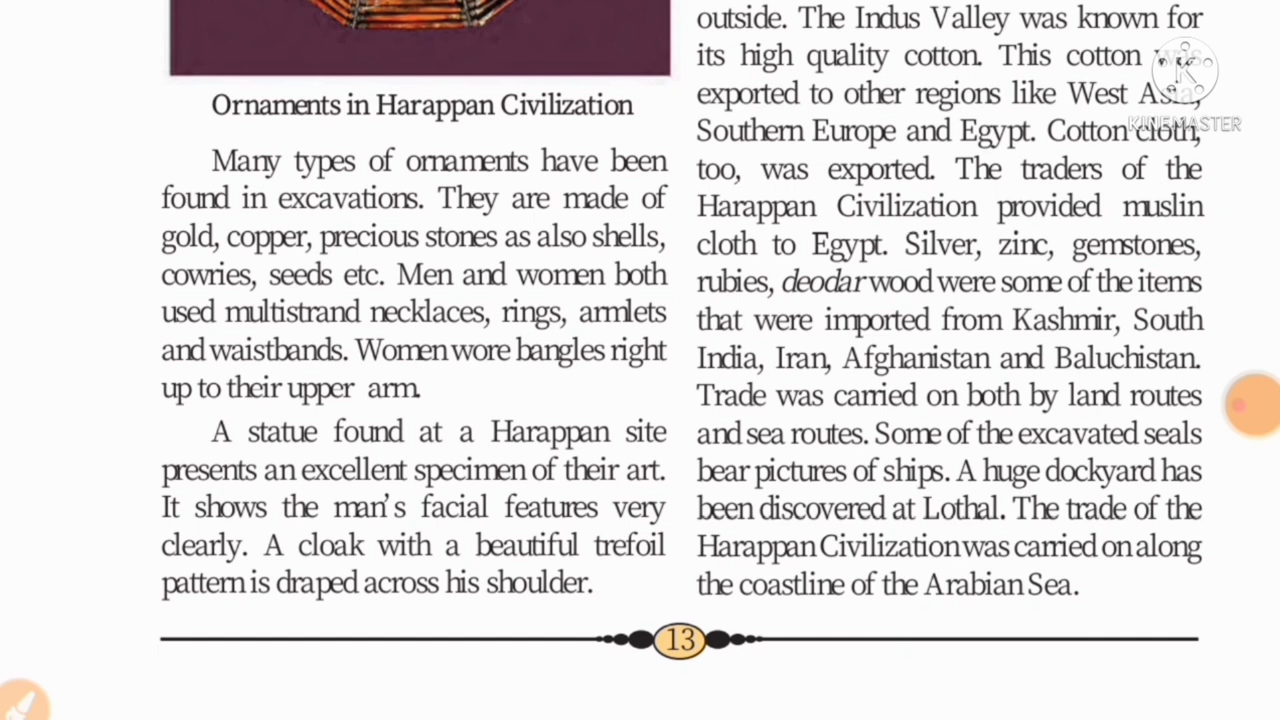 Ornaments in Harappan Civilization
Many types of ornaments have been
found in excavations. They are made of
gold, copper, precious stones as also shells,
cowries, seeds etc. Men and women both
used multistrand necklaces, rings, armlets
and waistbands. Women wore bangles right
up to their upper arm.
A statue found at a Harappan site
presents an excellent specimen of their art.
It shows the man's facial features very
clearly. A cloak with a beautiful trefoil
pattern is draped across his shoulder.
outside. The Indus Valley was known for
its high quality cotton. This cotton was
exported to other regions like West Asia,
Southern Europe and Egypt. Cotton cloth,
too, was exported. The traders of the
Harappan Civilization provided muslin
cloth to Egypt. Silver, zinc, gemstones,
rubies, deodar wood were some of the items
that were imported from Kashmir, South
India, Iran, Afghanistan and Baluchistan.
Trade was carried on both by land routes
and sea routes. Some of the excavated seals
bear pictures of ships. A huge dockyard has
been discovered at Lothal. The trade of the
Harappan Civilization was carried on along
the coastline of the Arabian Sea.
13
K
KINEMASTER